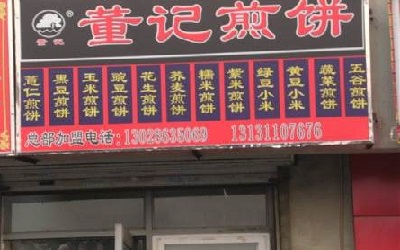 董记煎饼
董记
薏仁煎饼
黑豆煎饼
玉米煎饼
豌豆煎饼
花生煎饼
荞麦煎饼
糯米煎饼
紫米煎饼
绿豆小米
黄豆小米
蔬菜煎饼
五谷煎饼
总部加盟电话:13028635069 13131107676